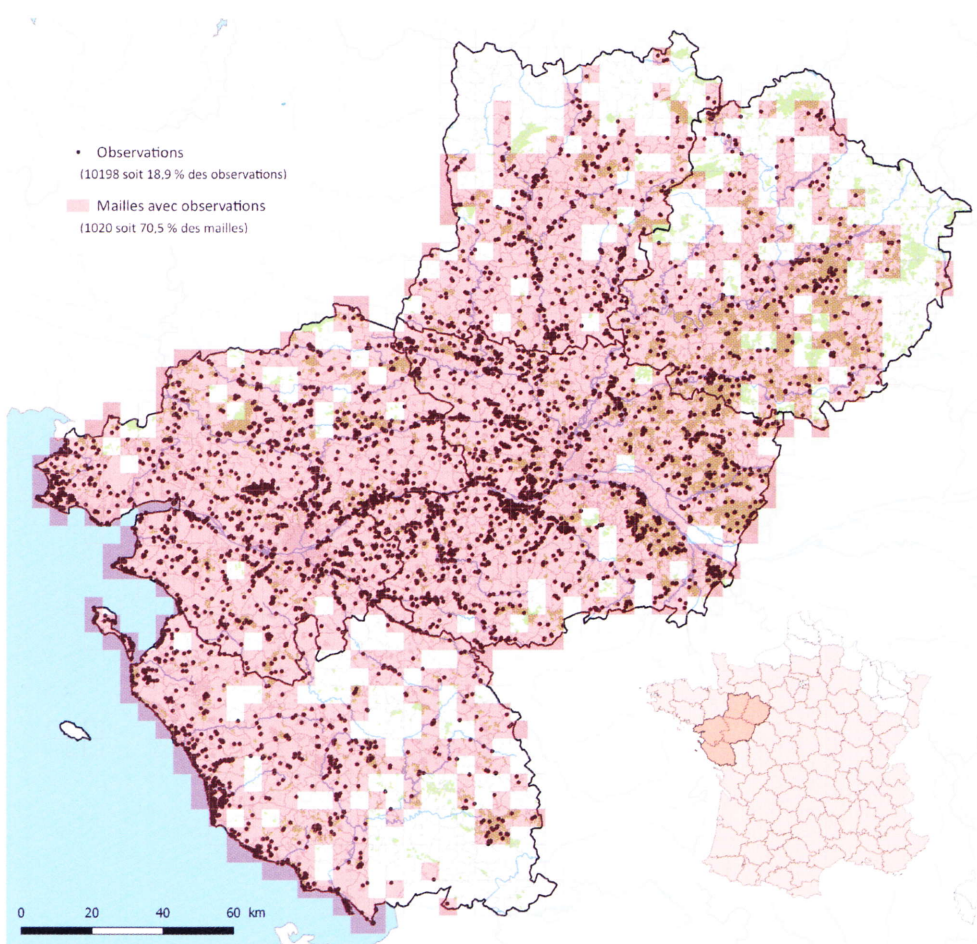 Observations
(10198 soit 18,9 % des observations)
Mailles avec observations
(1020 soit 70,5 % des mailles)
0 20 40 60 km